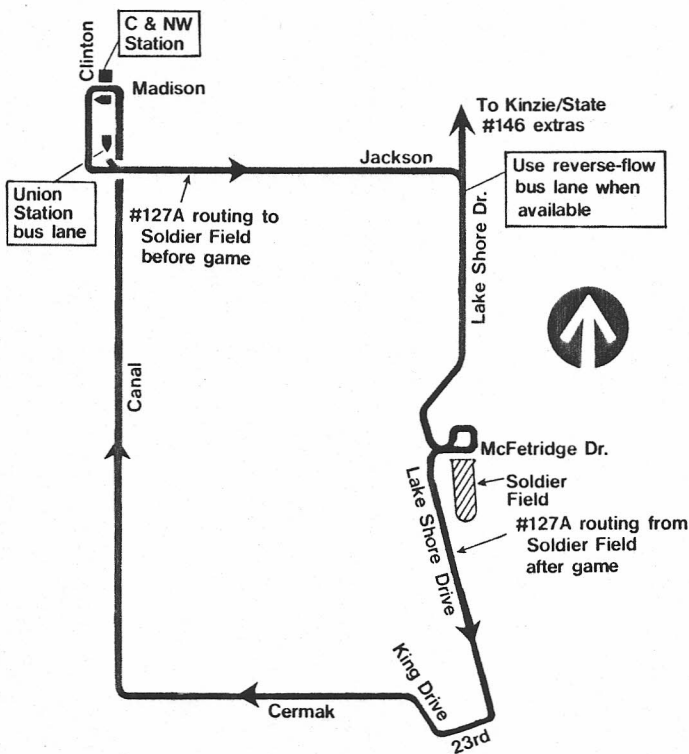 C & NW
Station
Clinton
Madison
To Kinzie/State
#146 extras
Jackson
Use reverse-flow
bus lane when
available
Union
Station
bus lane
#127A routing to
Soldier Field
before game
Lake Shore Dr.
Canal
McFetridge Dr.
Soldier
Field
#127A routing from
Soldier Field
after game
Lake Shore Drive
King Drive
Cermak
23rd